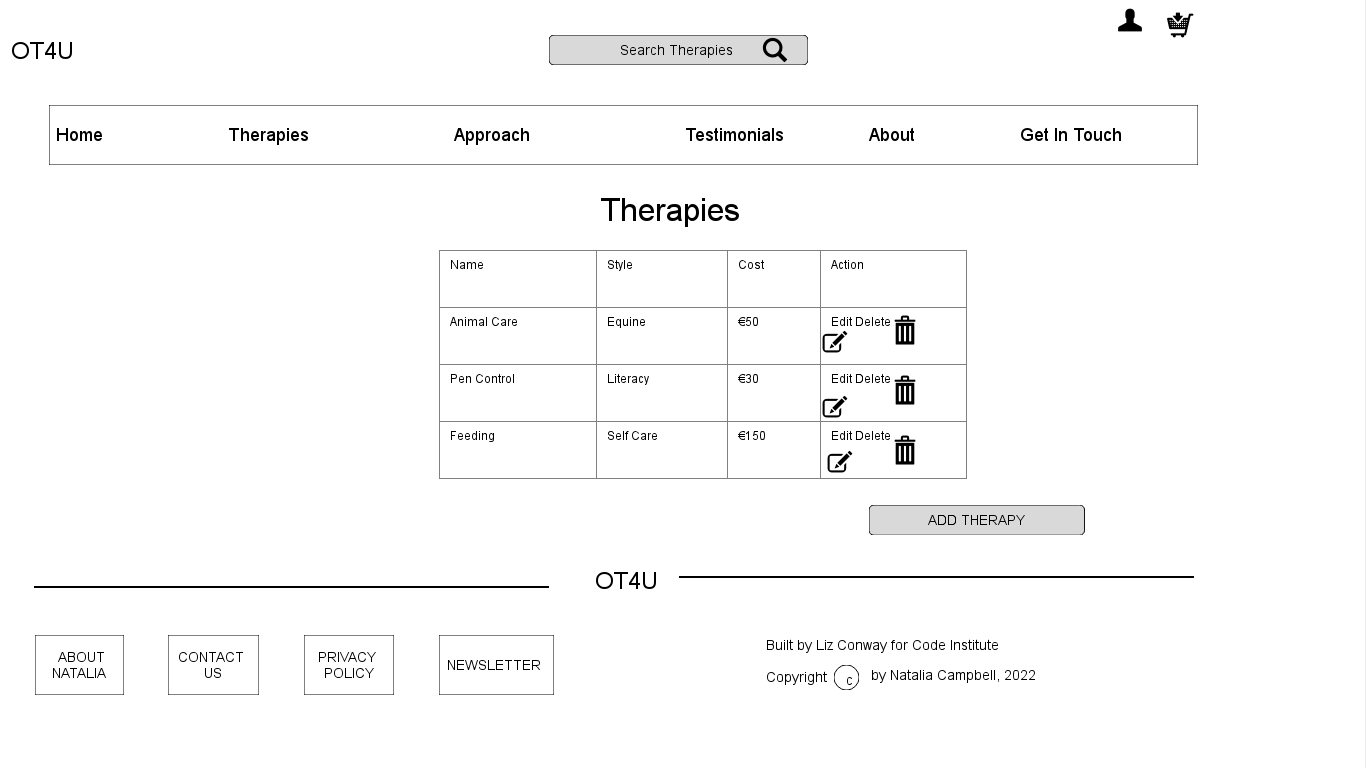 OT4U
Search Therapies
Home Therapies Approach Testimonials About Get In Touch
Therapies
Name Style Cost Action
Animal Care Equine €50 Edit Delete
Pen Control Literacy €30 Edit Delete
Feeding Self Care €150 Edit Delete
ADD THERAPY
OT4U
ABOUT
NATALIA
CONTACT
US
PRIVACY
POLICY
NEWSLETTER
Built by Liz Conway for Code Institute
Copyright c by Natalia Campbell, 2022